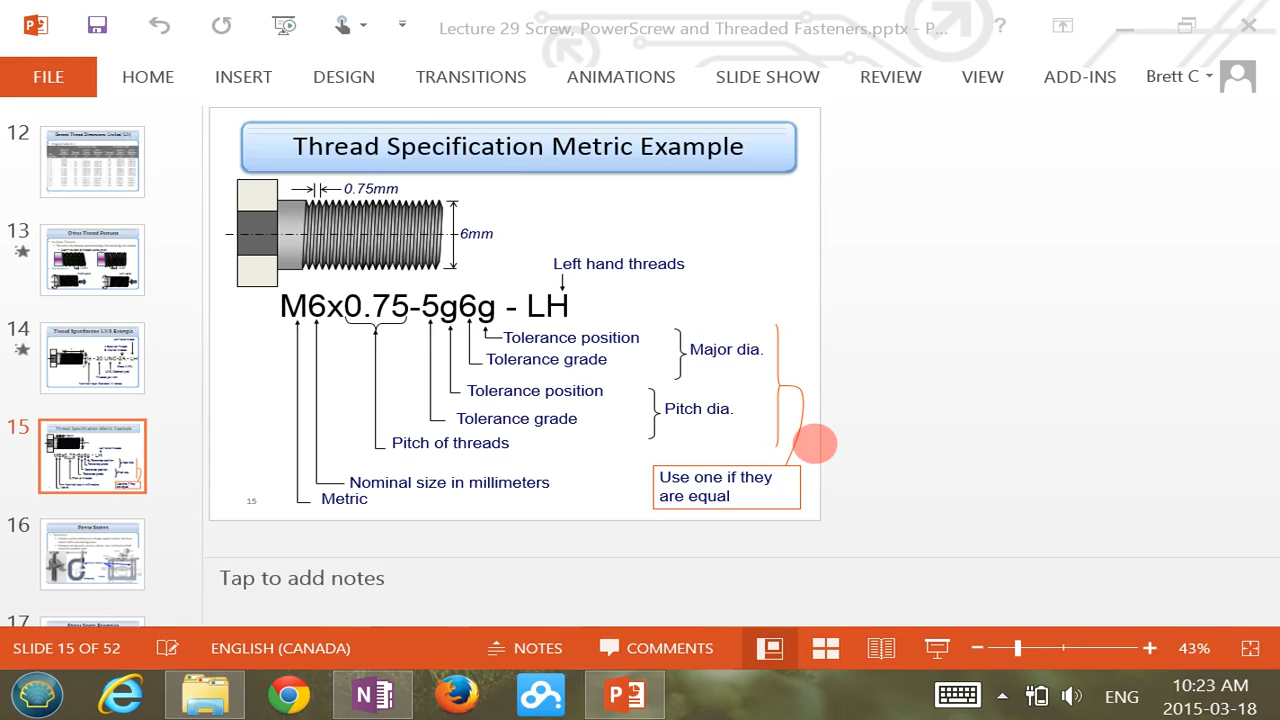 Lecture 29 Screw, PowerScrew and Threaded Fasteners.pptx - P...
?
FILE HOME INSERT DESIGN TRANSITIONS ANIMATIONS SLIDE SHOW REVIEW VIEW ADD-INS Brett C
12
13
14
15
16
17
Thread Specification Metric Example
0.75mm
6mm
Left hand threads
M6x0.75-5g6g - LH
Tolerance position
Tolerance grade
Major dia.
Tolerance position
Tolerance grade
Pitch dia.
Pitch of threads
Nominal size in millimeters
Metric
Use one if they
are equal
15
Tap to add notes
SLIDE 15 OF 52 ENGLISH (CANADA) NOTES COMMENTS 43%
ENG
10:23 AM
2015-03-18